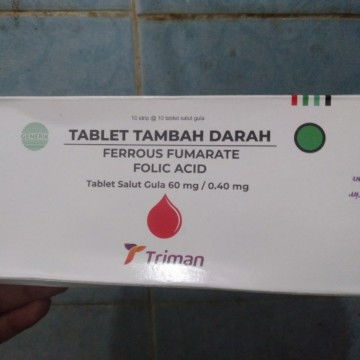 10 strip @ 10 tablet salut gula
GENERIK
TABLET TAMBAH DARAH
FERROUS FUMARATE
FOLIC ACID
Tablet Salut Gula 60 mg / 0.40 mg
Triman